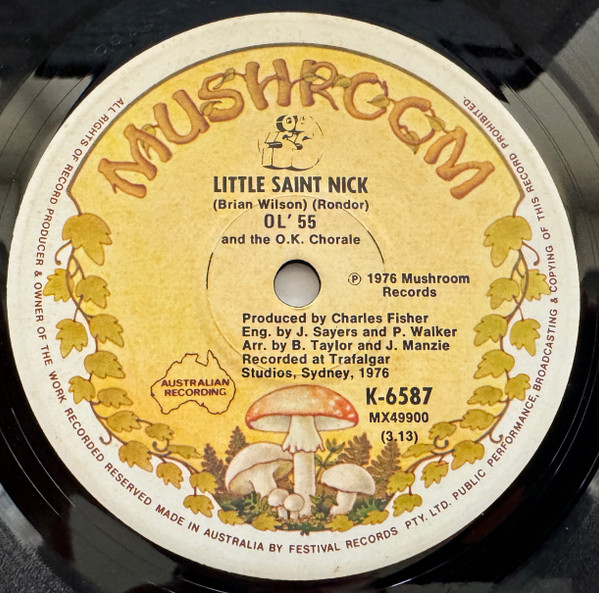 MUSHROOM
LITTLE SAINT NICK
(Brian Wilson) (Rondor)
OL' 55
and the O.K. Chorale
Ⓟ 1976 Mushroom
Records
Produced by Charles Fisher
Eng. by J. Sayers and P. Walker
Arr. by B. Taylor and J. Manzie
Recorded at Trafalgar
Studios, Sydney, 1976
AUSTRALIAN
RECORDING
K-6587
MX49900
(3.13)
ALL RIGHTS OF RECORD PRODUCER & OWNER OF THE WORK RECORDED RESERVED MADE IN AUSTRALIA BY FESTIVAL RECORDS PTY. LTD. PUBLIC PERFORMANCE, BROADCASTING & COPYING OF THIS RECORD PROHIBITED.